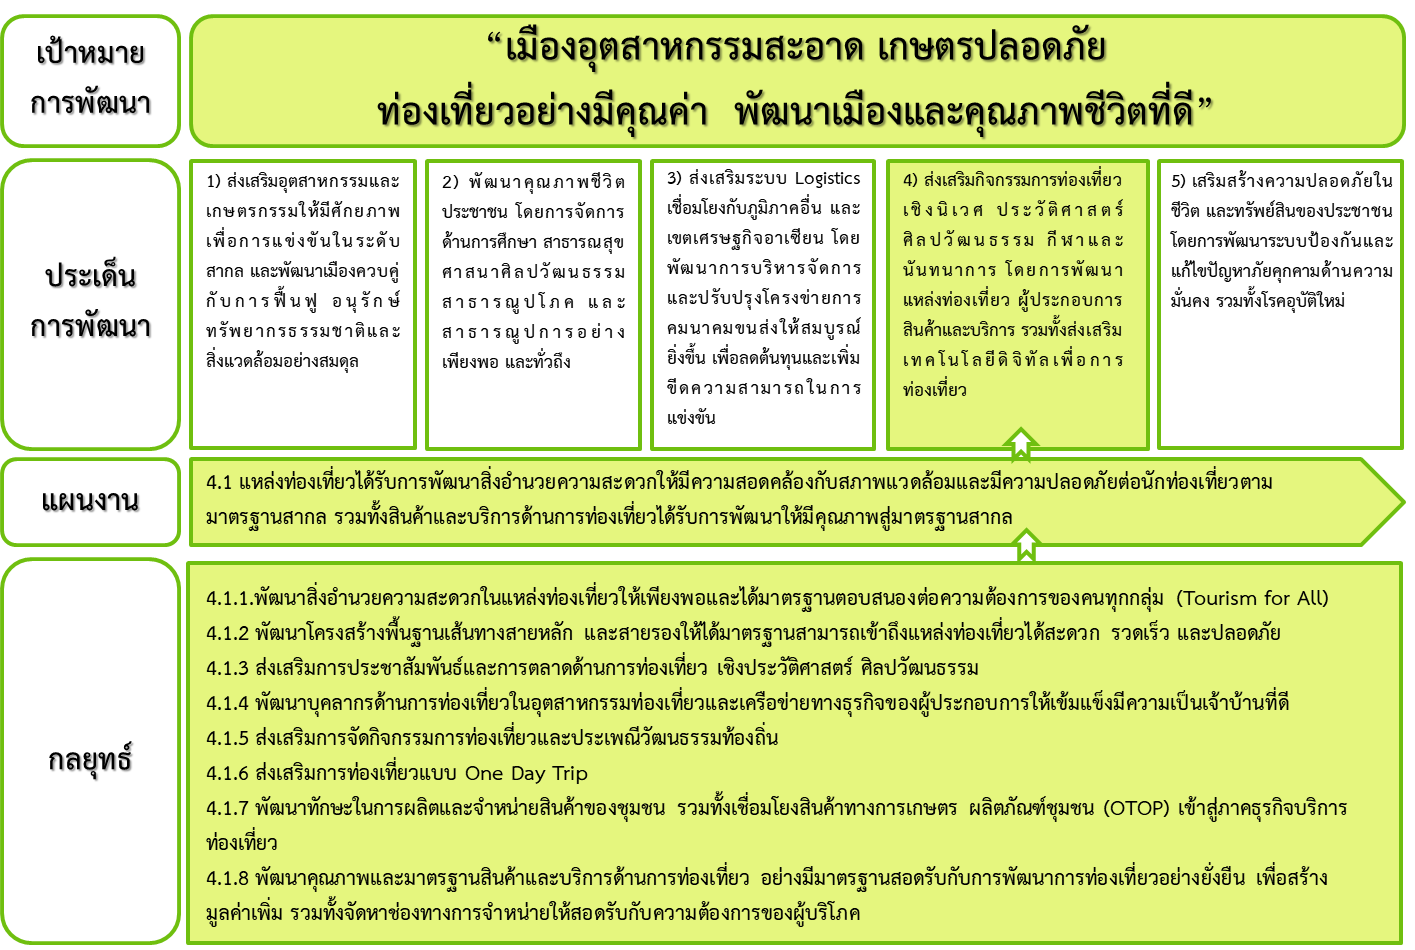 เป้าหมาย
การพัฒนา
“เมืองอุตสาหกรรมสะอาด เกษตรปลอดภัย
ท่องเที่ยวอย่างมีคุณค่า พัฒนาเมืองและคุณภาพชีวิตที่ดี”
ประเด็น
การพัฒนา
1) ส่งเสริมอุตสาหกรรมและ
เกษตรกรรมให้มีศักยภาพ
เพื่อการแข่งขันในระดับ
สากล และพัฒนาเมืองควบคู่
กับการฟื้นฟู อนุรักษ์
ทรัพยากรธรรมชาติและ
สิ่งแวดล้อมอย่างสมดุล
2) พัฒนาคุณภาพชีวิต
ประชาชน โดยการจัดการ
ด้านการศึกษา สาธารณสุข
ศาสนาศิลปวัฒนธรรม
สาธารณูปโภค และ
สาธารณูปการอย่าง
เพียงพอ และทั่วถึง
3) ส่งเสริมระบบ Logistics
เชื่อมโยงกับภูมิภาคอื่น และ
เขตเศรษฐกิจอาเซียน โดย
พัฒนาการบริหารจัดการ
และปรับปรุงโครงข่ายการ
คมนาคมขนส่งให้สมบูรณ์
ยิ่งขึ้น เพื่อลดต้นทุนและเพิ่ม
ขีดความสามารถในการ
แข่งขัน
4) ส่งเสริมกิจกรรมการท่องเที่ยว
เชิงนิเวศ ประวัติศาสตร์
ศิลปวัฒนธรรม กีฬาและ
นันทนาการ โดยการพัฒนา
แหล่งท่องเที่ยว ผู้ประกอบการ
สินค้าและบริการ รวมทั้งส่งเสริม
เทคโนโลยีดิจิทัลเพื่อการ
ท่องเที่ยว
5) เสริมสร้างความปลอดภัยใน
ชีวิต และทรัพย์สินของประชาชน
โดยการพัฒนาระบบป้องกันและ
แก้ไขปัญหาภัยคุกคามด้านความ
มั่นคง รวมทั้งโรคอุบัติใหม่
แผนงาน
4.1 แหล่งท่องเที่ยวได้รับการพัฒนาสิ่งอำนวยความสะดวกให้มีความสอดคล้องกับสภาพแวดล้อมและมีความปลอดภัยต่อนักท่องเที่ยวตาม
มาตรฐานสากล รวมทั้งสินค้าและบริการด้านการท่องเที่ยวได้รับการพัฒนาให้มีคุณภาพสู่มาตรฐานสากล
กลยุทธ์
4.1.1.พัฒนาสิ่งอำนวยความสะดวกในแหล่งท่องเที่ยวให้เพียงพอและได้มาตรฐานตอบสนองต่อความต้องการของคนทุกกลุ่ม (Tourism for All)
4.1.2 พัฒนาโครงสร้างพื้นฐานเส้นทางสายหลัก และสายรองให้ได้มาตรฐานสามารถเข้าถึงแหล่งท่องเที่ยวได้สะดวก รวดเร็ว และปลอดภัย
4.1.3 ส่งเสริมการประชาสัมพันธ์และการตลาดด้านการท่องเที่ยว เชิงประวัติศาสตร์ ศิลปวัฒนธรรม
4.1.4 พัฒนาบุคลากรด้านการท่องเที่ยวในอุตสาหกรรมท่องเที่ยวและเครือข่ายทางธุรกิจของผู้ประกอบการให้เข้มแข็งมีความเป็นเจ้าบ้านที่ดี
4.1.5 ส่งเสริมการจัดกิจกรรมการท่องเที่ยวและประเพณีวัฒนธรรมท้องถิ่น
4.1.6 ส่งเสริมการท่องเที่ยวแบบ One Day Trip
4.1.7 พัฒนาทักษะในการผลิตและจำหน่ายสินค้าของชุมชน รวมทั้งเชื่อมโยงสินค้าทางการเกษตร ผลิตภัณฑ์ชุมชน (OTOP) เข้าสู่ภาคธุรกิจบริการ
ท่องเที่ยว
4.1.8 พัฒนาคุณภาพและมาตรฐานสินค้าและบริการด้านการท่องเที่ยว อย่างมีมาตรฐานสอดรับกับการพัฒนาการท่องเที่ยวอย่างยั่งยืน เพื่อสร้าง
มูลค่าเพิ่ม รวมทั้งจัดหาช่องทางการจำหน่ายให้สอดรับกับความต้องการของผู้บริโภค